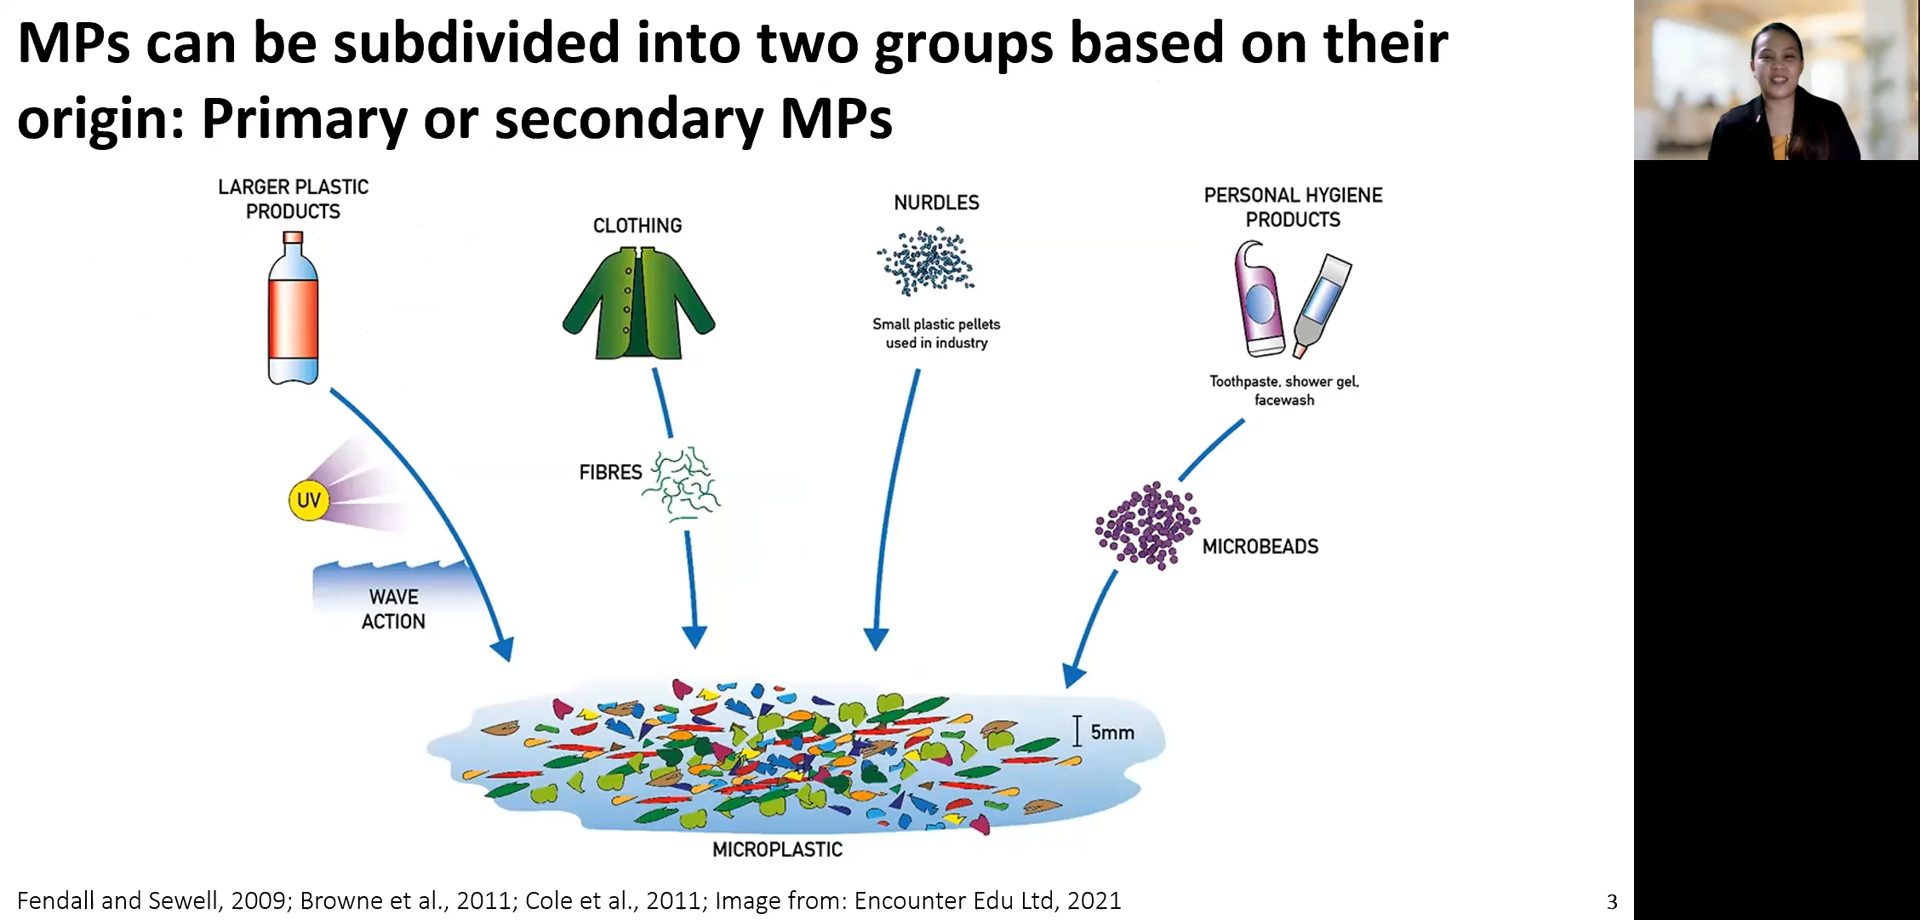 MPs can be subdivided into two groups based on their
origin: Primary or secondary MPs
LARGER PLASTIC
PRODUCTS
CLOTHING
NURDLES
PERSONAL HYGIENE
PRODUCTS
Small plastic pellets
used in industry
Toothpaste, shower gel,
facewash
FIBRES
UV
MICROBEADS
WAVE
ACTION
5mm
MICROPLASTIC
Fendall and Sewell, 2009; Browne et al., 2011; Cole et al., 2011; Image from: Encounter Edu Ltd, 2021
3